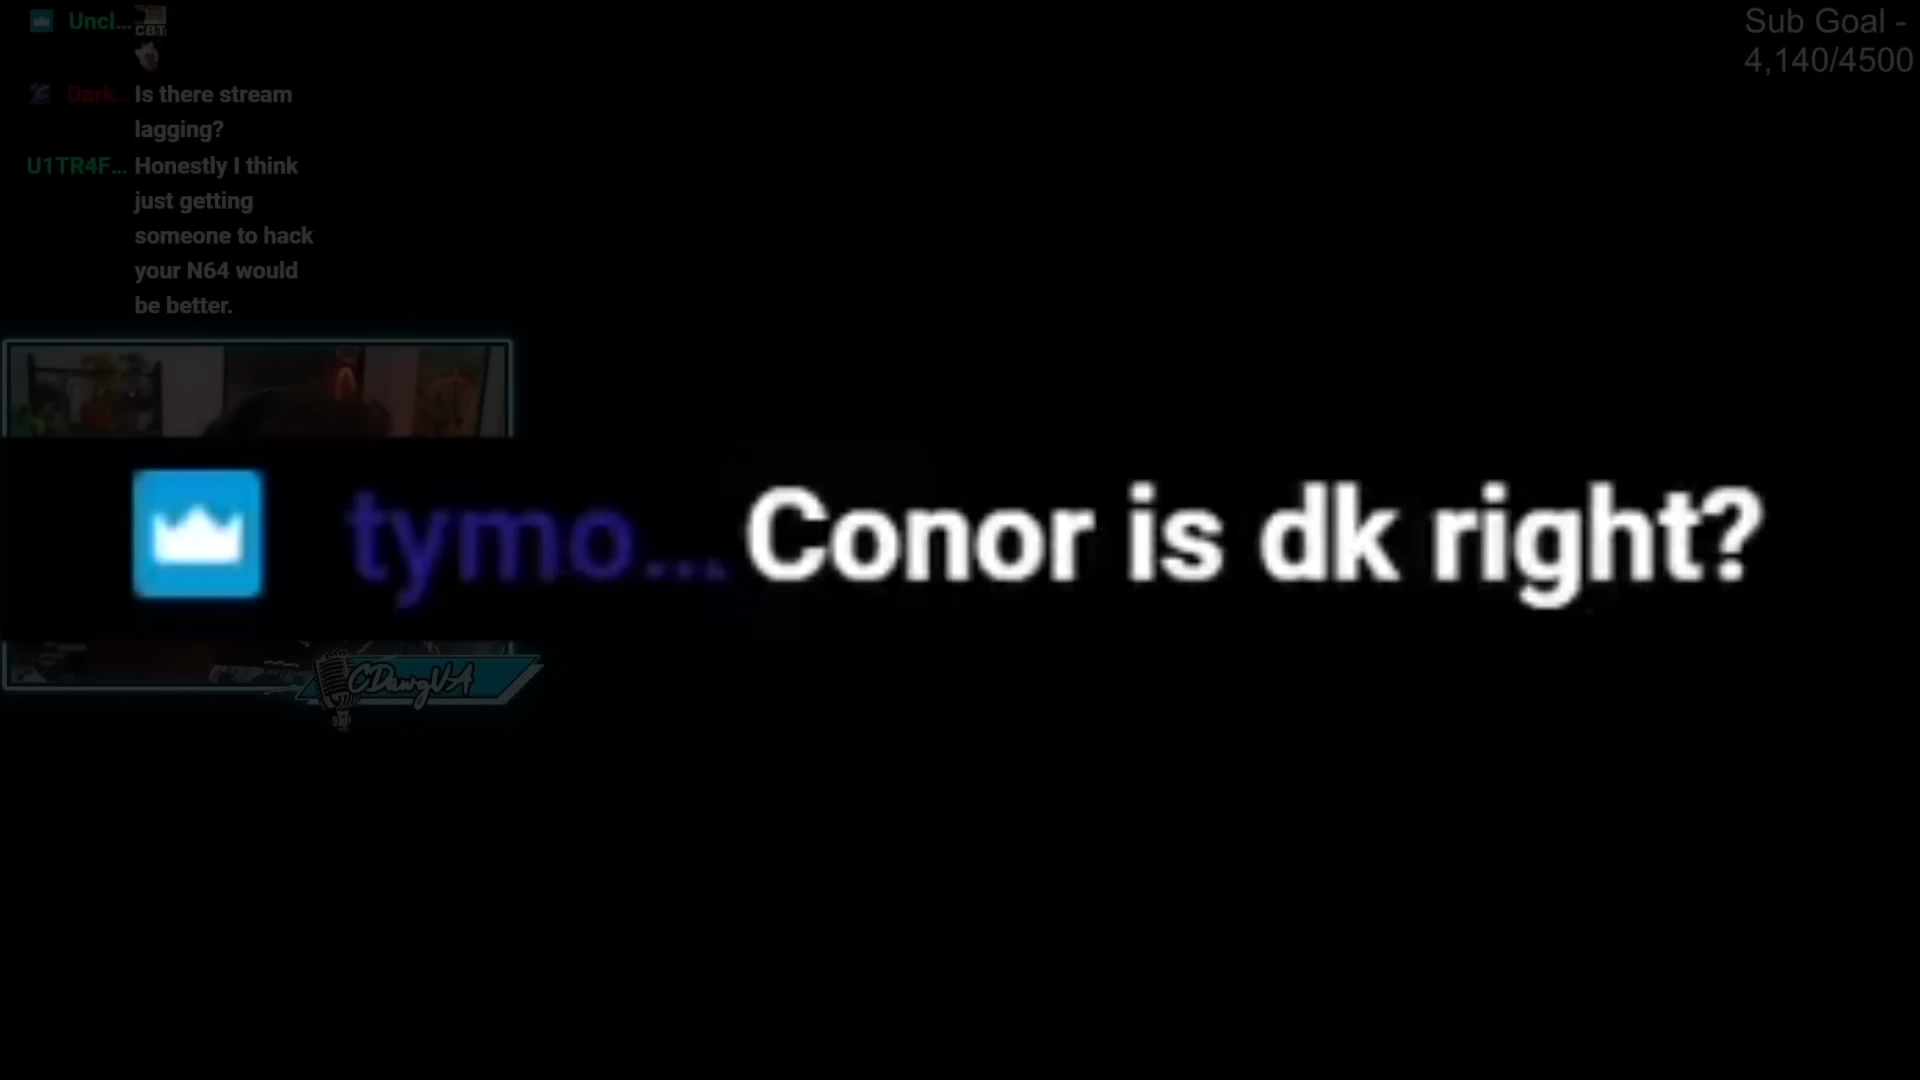 Uncl...
CBT
Dark.. Is there stream
lagging?
U1TR4F... Honestly I think
just getting
someone to hack
your N64 would
be better.
Sub Goal -
4,140/4500
tymo... Conor is dk right?
CDawgVA